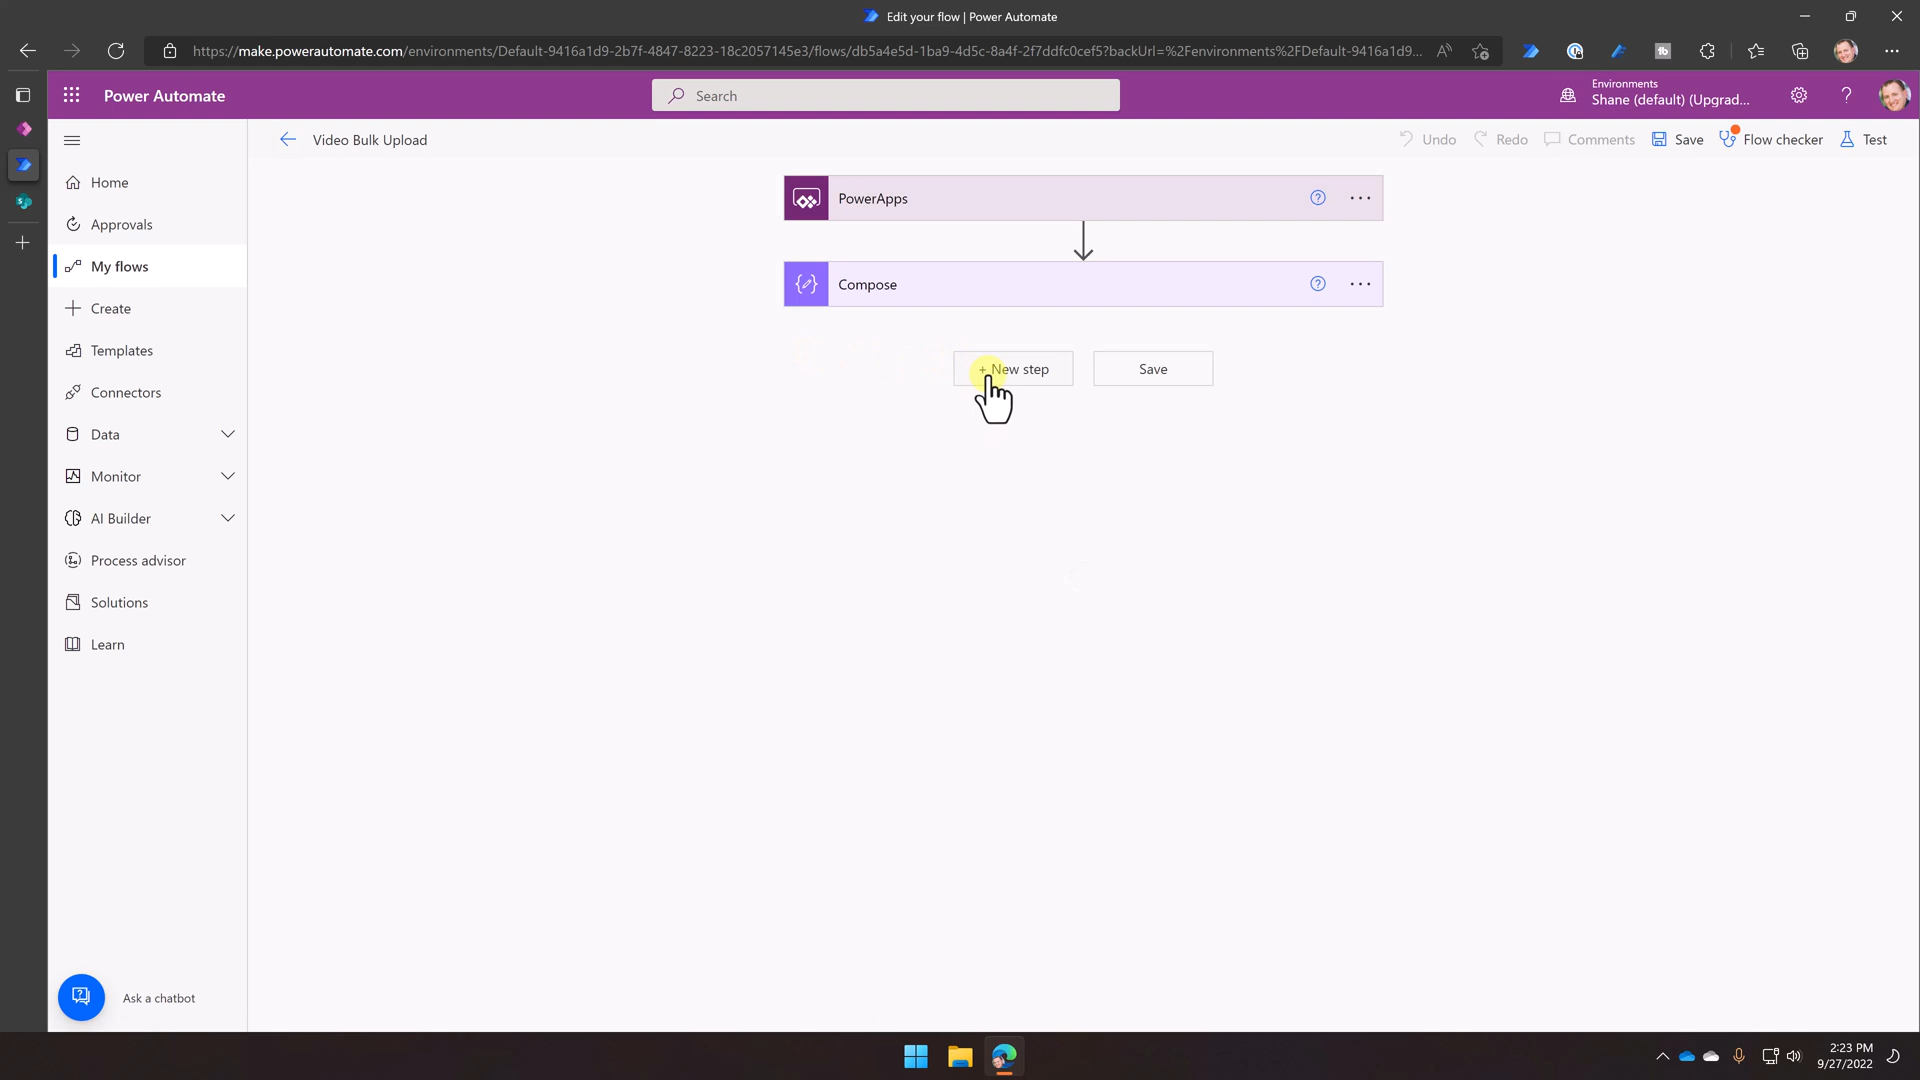 Edit your flow | Power Automate
https://make.powerautomate.com/environments/Default-9416a1d9-2b7f-4847-8223-18c2057145e3/flows/db5a4e5d-1ba9-4d5c-8a4f-2f7ddfc0cef5?backUrl=%2Fenvironments%2FDefault-9416a1d9...
Power Automate
Search
Environments
Shane (default) (Upgrad...
Video Bulk Upload
Undo
Redo
Comments
Save
Flow checker
Test
Home
Approvals
My flows
Create
Templates
Connectors
Data
Monitor
AI Builder
Process advisor
Solutions
Learn
PowerApps
Compose
+ New step
Save
Ask a chatbot
2:23 PM
9/27/2022